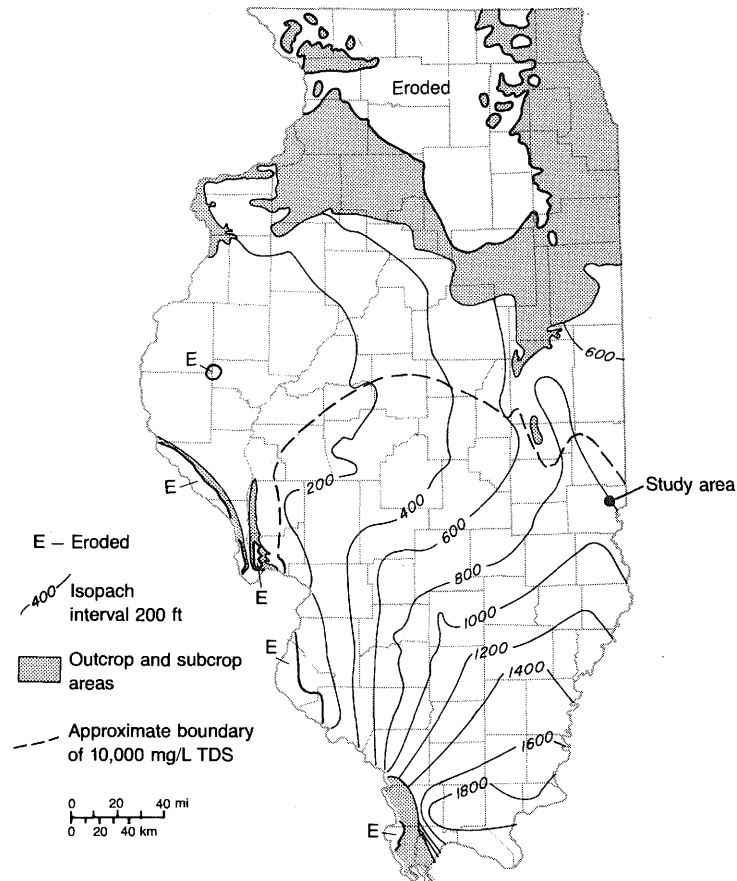 Eroded
600
E
Study area
E
200
400
600
800
E
1000
E
1200
1400
1600
1800
E
E – Eroded
400 Isopach
interval 200 ft
Outcrop and subcrop
areas
Approximate boundary
of 10,000 mg/L TDS
0 20 40 mi
0 20 40 km